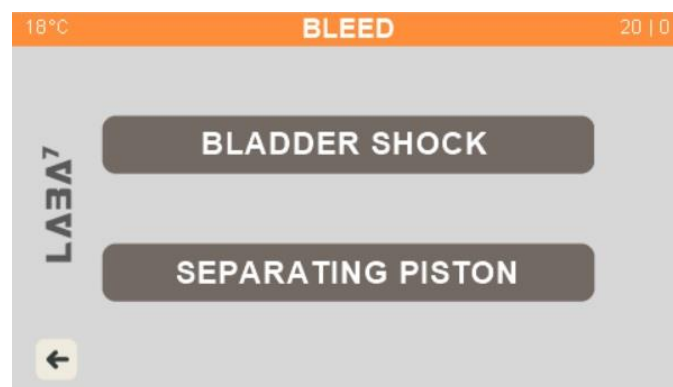 18°C BLEED 20 | 0
BLADDER SHOCK
LABA7
SEPARATING PISTON